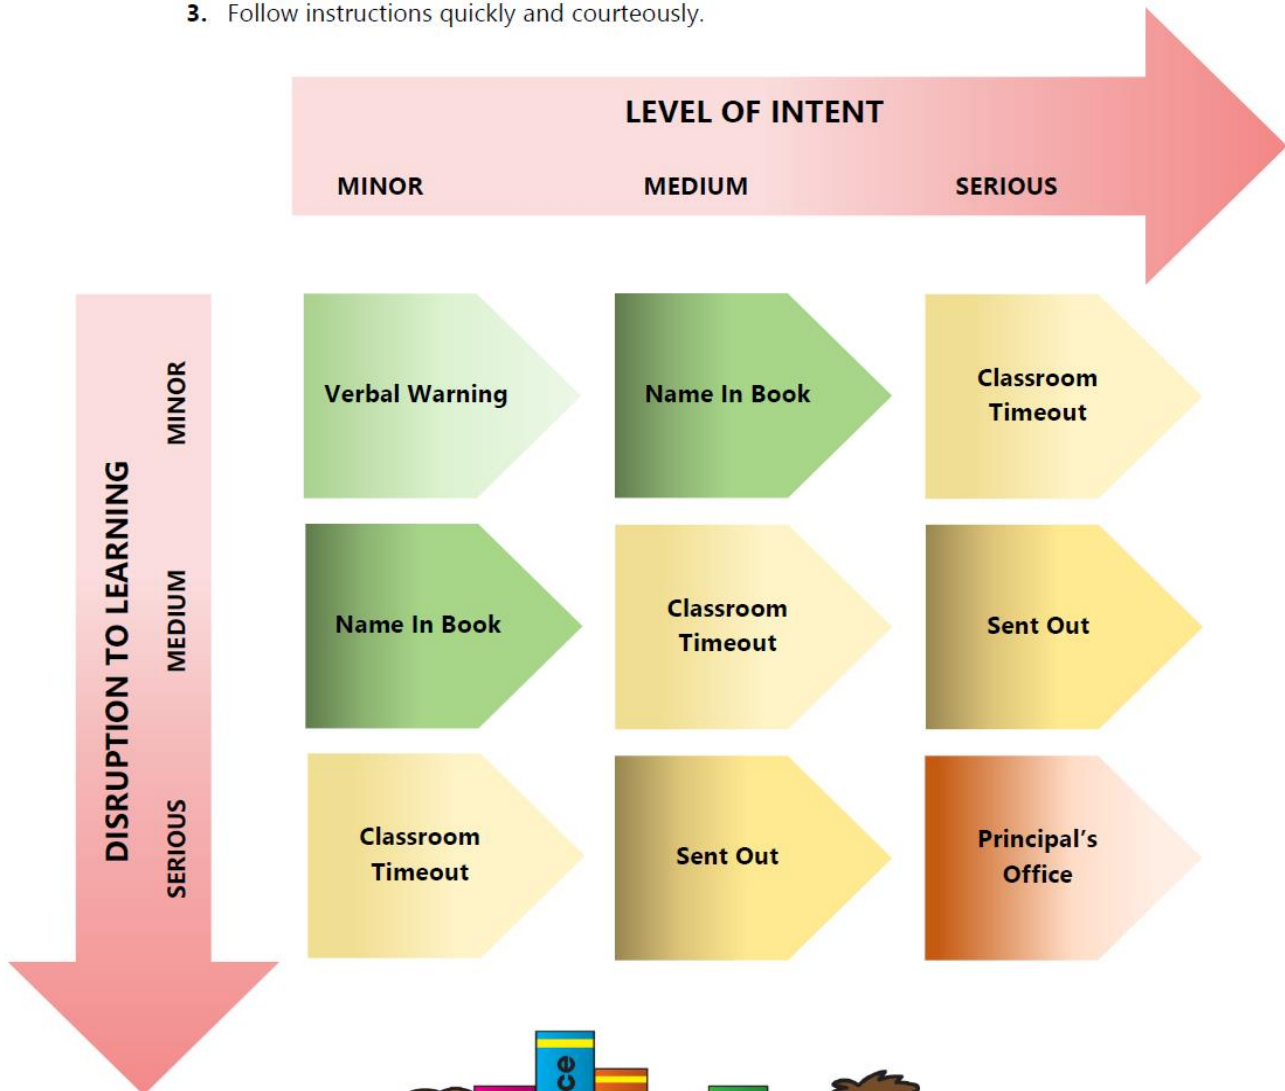 3. Follow instructions quickly and courteously.
LEVEL OF INTENT
MINOR MEDIUM SERIOUS
DISRUPTION TO LEARNING
MINOR
Verbal Warning
Name In Book
Classroom
Timeout
MEDIUM
Name In Book
Classroom
Timeout
Sent Out
SERIOUS
Classroom
Timeout
Sent Out
Principal's
Office